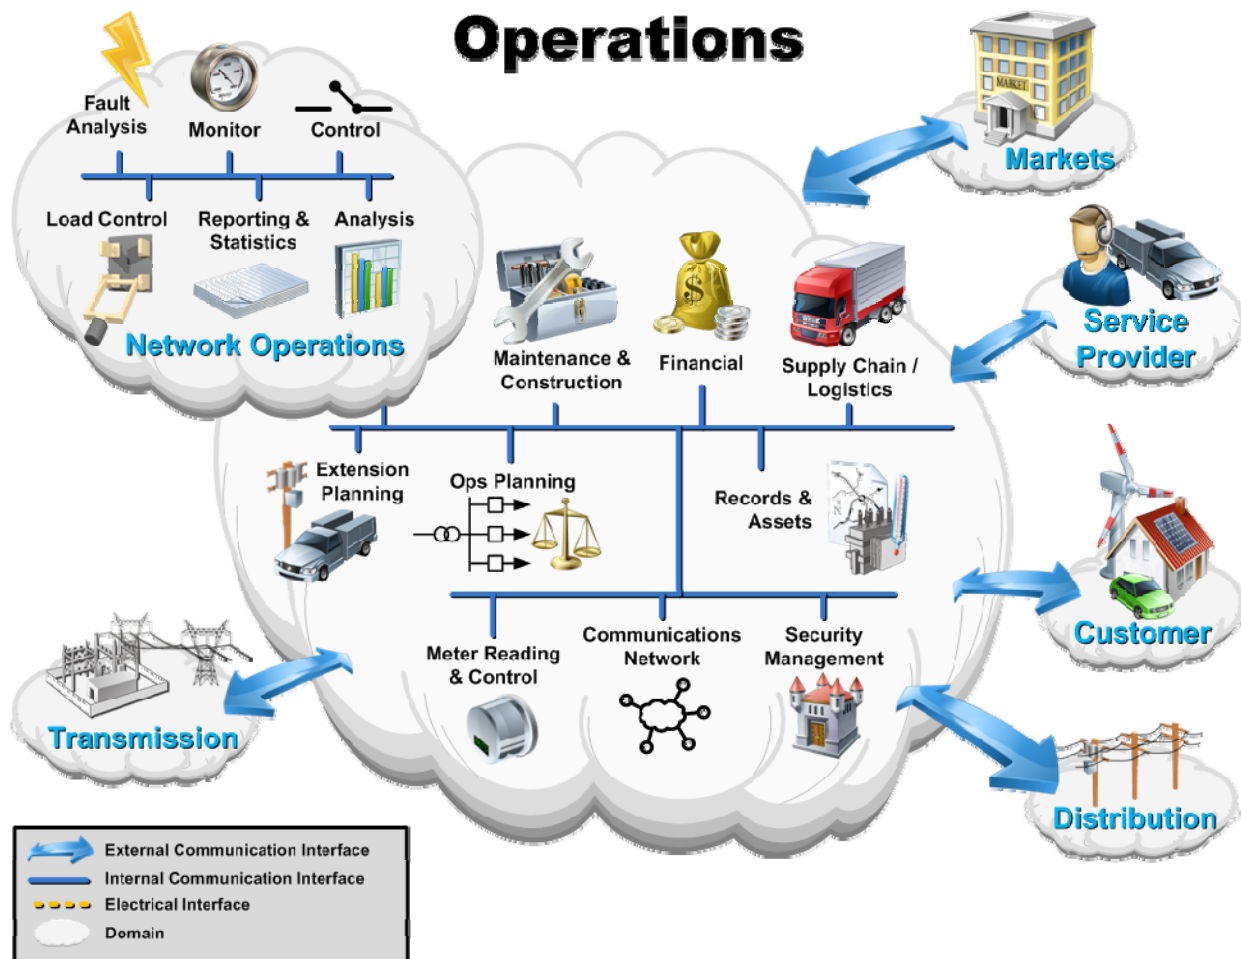 Operations
Fault
Analysis
Monitor
Control
Load Control
Reporting &
Statistics
Analysis
Network Operations
MARKET
Markets
Service
Provider
Maintenance &
Construction
$
Financial
Supply Chain /
Logistics
Extension
Planning
Ops Planning
Records &
Assets
N
Customer
Meter Reading
& Control
Communications
Network
Security
Management
Transmission
Distribution
External Communication Interface
Internal Communication Interface
Electrical Interface
Domain